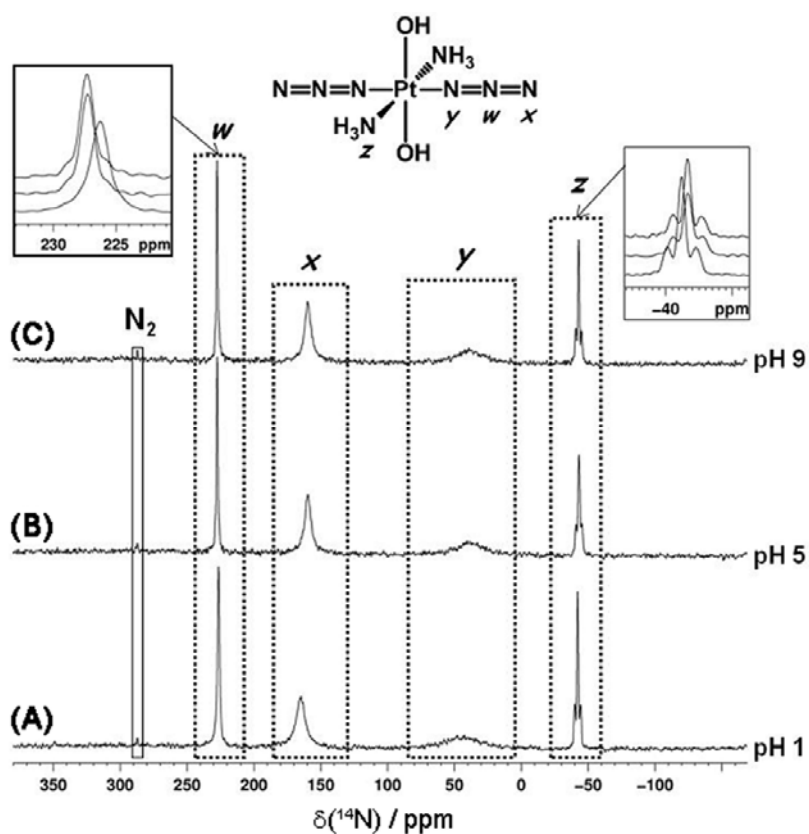 OH
NH₃
N=N=N—Pt—N=N=N
y w x
H₃N
z
OH
w
230 225 ppm
z
−40 ppm
x
y
N₂
(C)
pH 9
(B)
pH 5
(A)
pH 1
350 300 250 200 150 100 50 0 −50 −100
δ(¹⁴N) / ppm